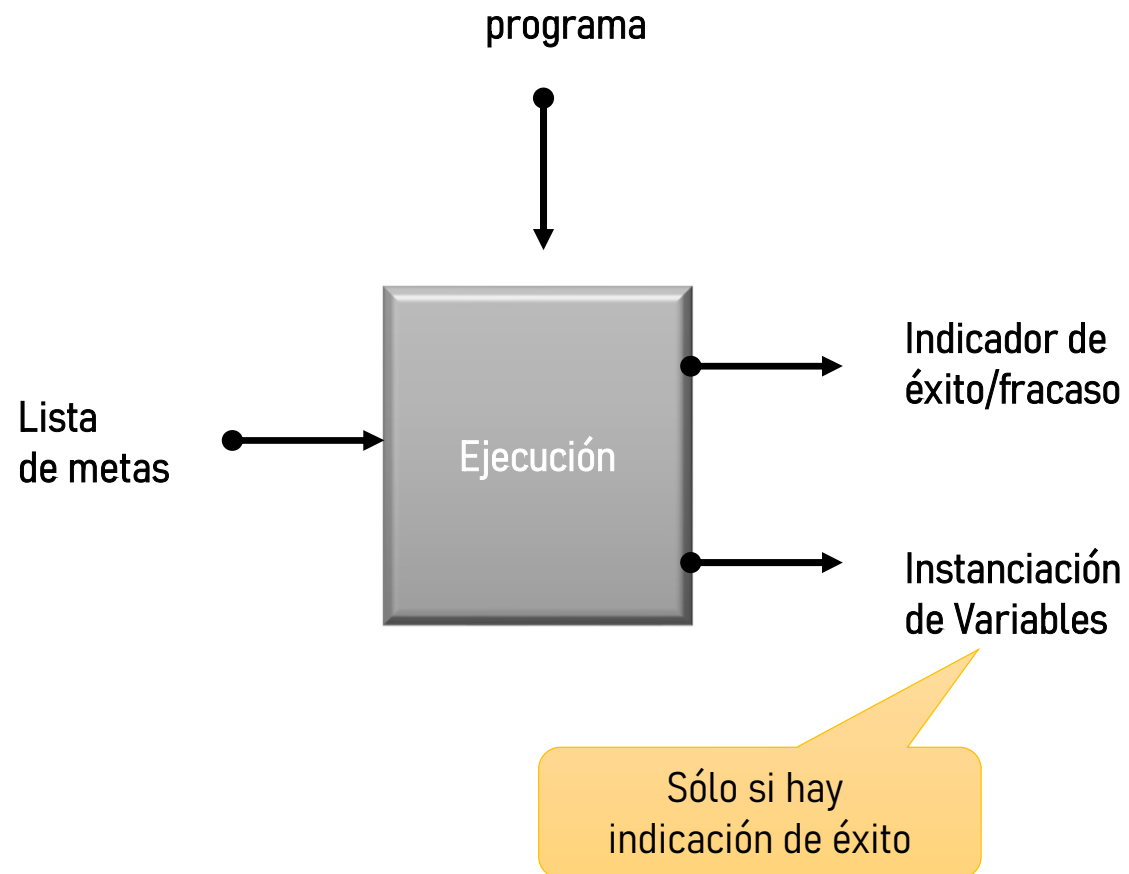 programa
Lista
de metas
Ejecución
Indicador de
éxito/fracaso
Instanciación
de Variables
Sólo si hay
indicación de éxito